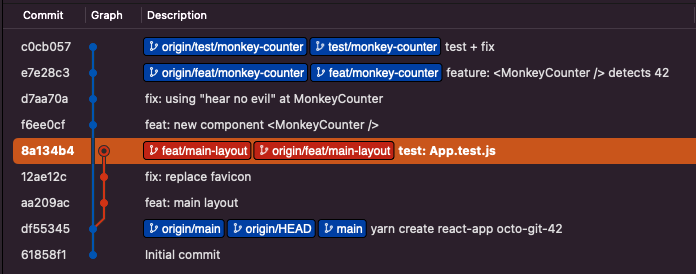 Commit Graph Description
c0cb057 origin/test/monkey-counter test/monkey-counter test + fix
e7e28c3 origin/feat/monkey-counter feat/monkey-counter feature: <MonkeyCounter /> detects 42
d7aa70a fix: using "hear no evil" at MonkeyCounter
f6ee0cf feat: new component <MonkeyCounter />
8a134b4 feat/main-layout origin/feat/main-layout test: App.test.js
12ae12c fix: replace favicon
aa209ac feat: main layout
df55345 origin/main origin/HEAD main yarn create react-app octo-git-42
61858f1 Initial commit